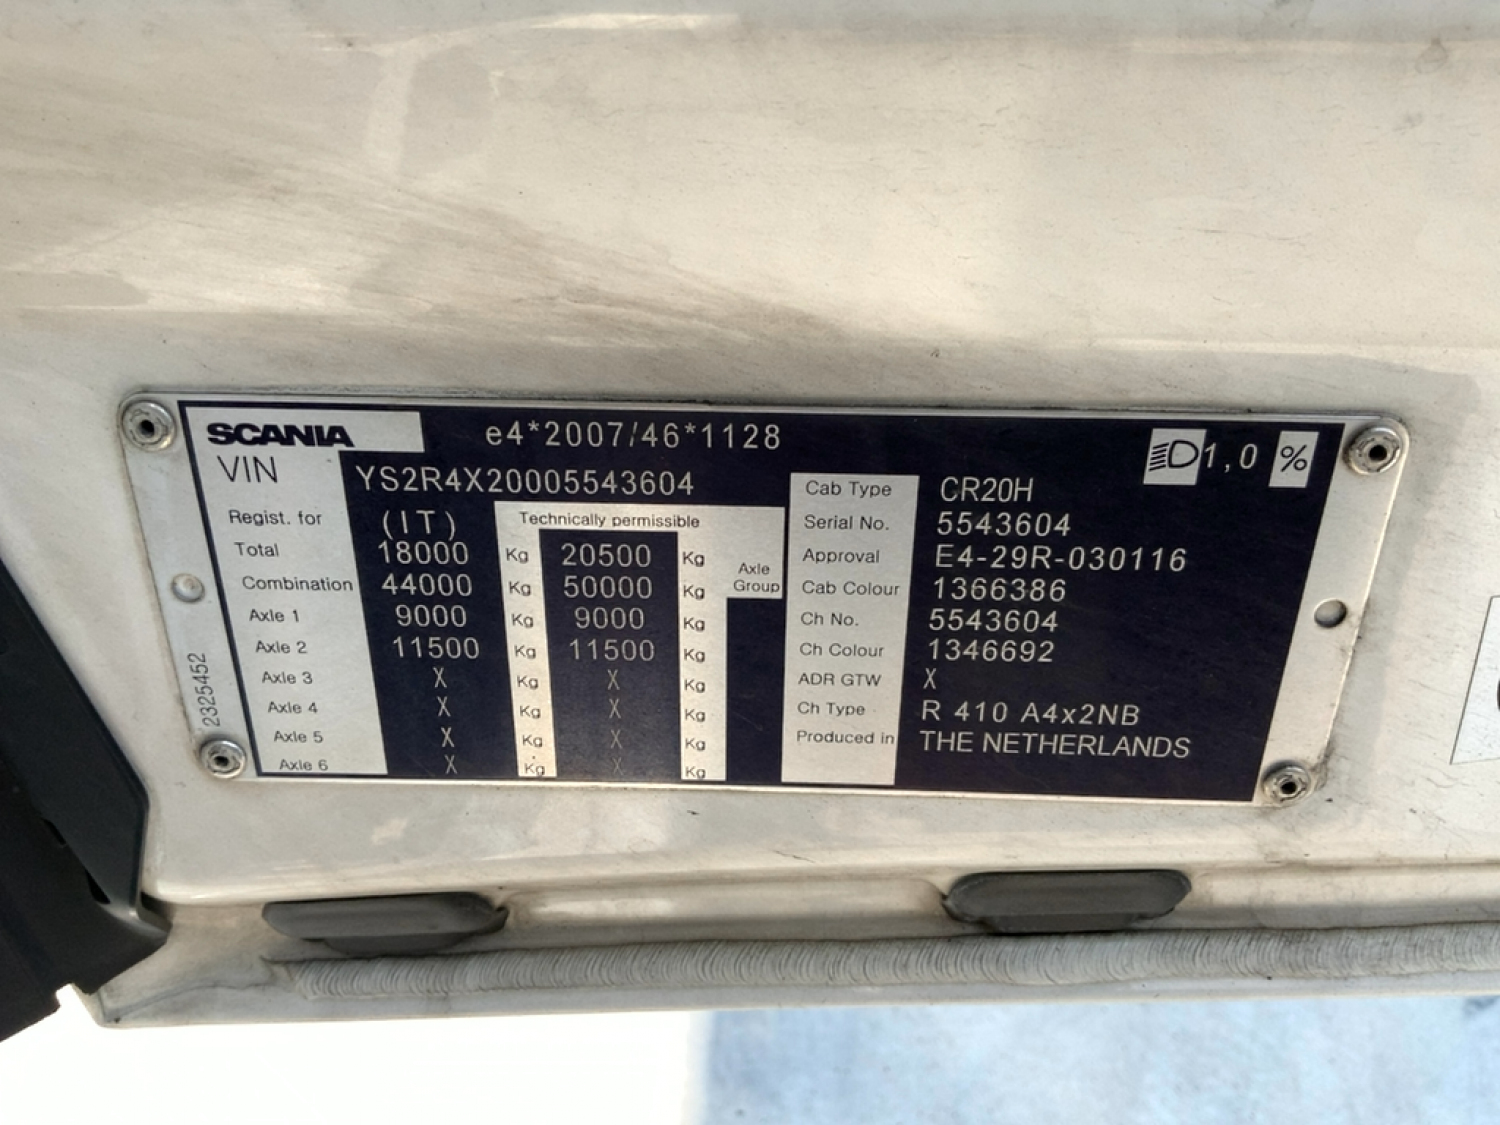 SCANIA e4*2007/46*1128 1,0 %
VIN YS2R4X20005543604
Regist. for (IT) Technically permissible
Total 18000 Kg 20500 Kg Axle Group
Combination 44000 Kg 50000 Kg
Axle 1 9000 Kg 9000 Kg
Axle 2 11500 Kg 11500 Kg
Axle 3 X Kg X Kg
Axle 4 X Kg X Kg
Axle 5 X Kg X Kg
Axle 6 X Kg X Kg
Cab Type CR20H
Serial No. 5543604
Approval E4-29R-030116
Cab Colour 1366386
Ch No. 5543604
Ch Colour 1346692
ADR GTW X
Ch Type R 410 A4x2NB
Produced in THE NETHERLANDS
2325452